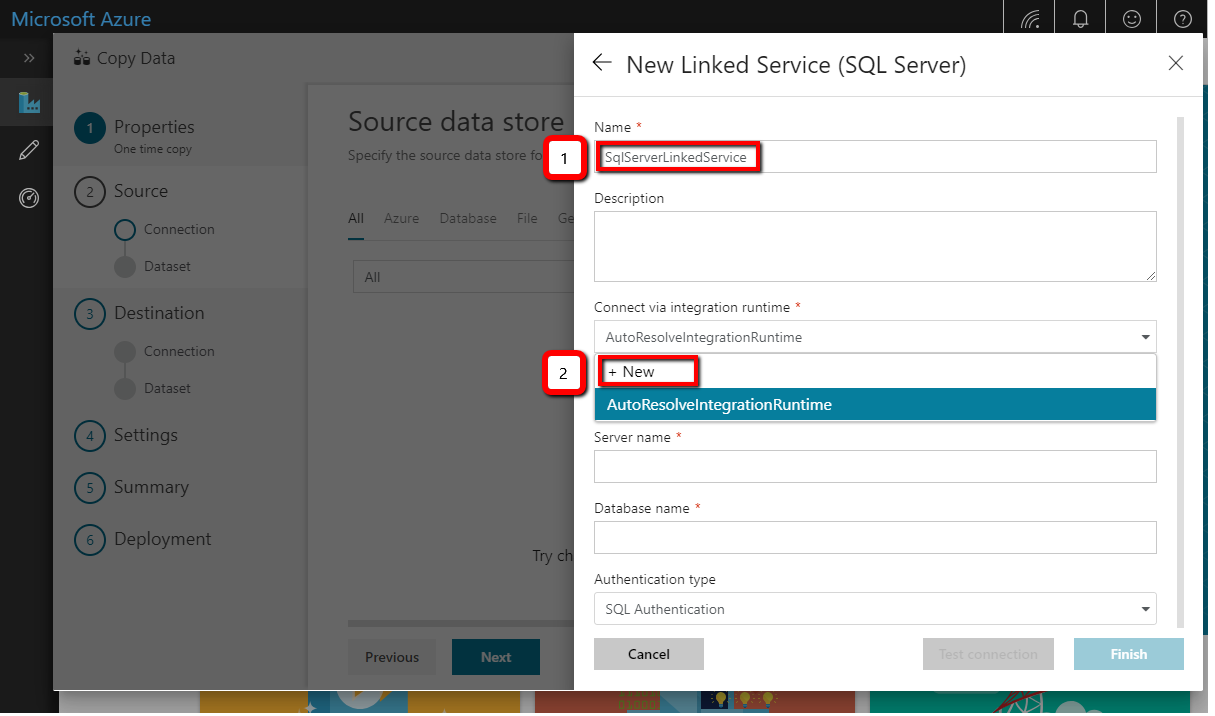 Microsoft Azure
Copy Data
1 Properties
One time copy
2 Source
Connection
Dataset
3 Destination
Connection
Dataset
4 Settings
5 Summary
6 Deployment
Source data store
Specify the source data store fo
All Azure Database File Ge
All
Try ch
Previous Next
New Linked Service (SQL Server)
Name *
1 SqlServerLinkedService
Description
Connect via integration runtime *
AutoResolveIntegrationRuntime
2 + New
AutoResolveIntegrationRuntime
Server name *
Database name *
Authentication type
SQL Authentication
Cancel Test connection Finish